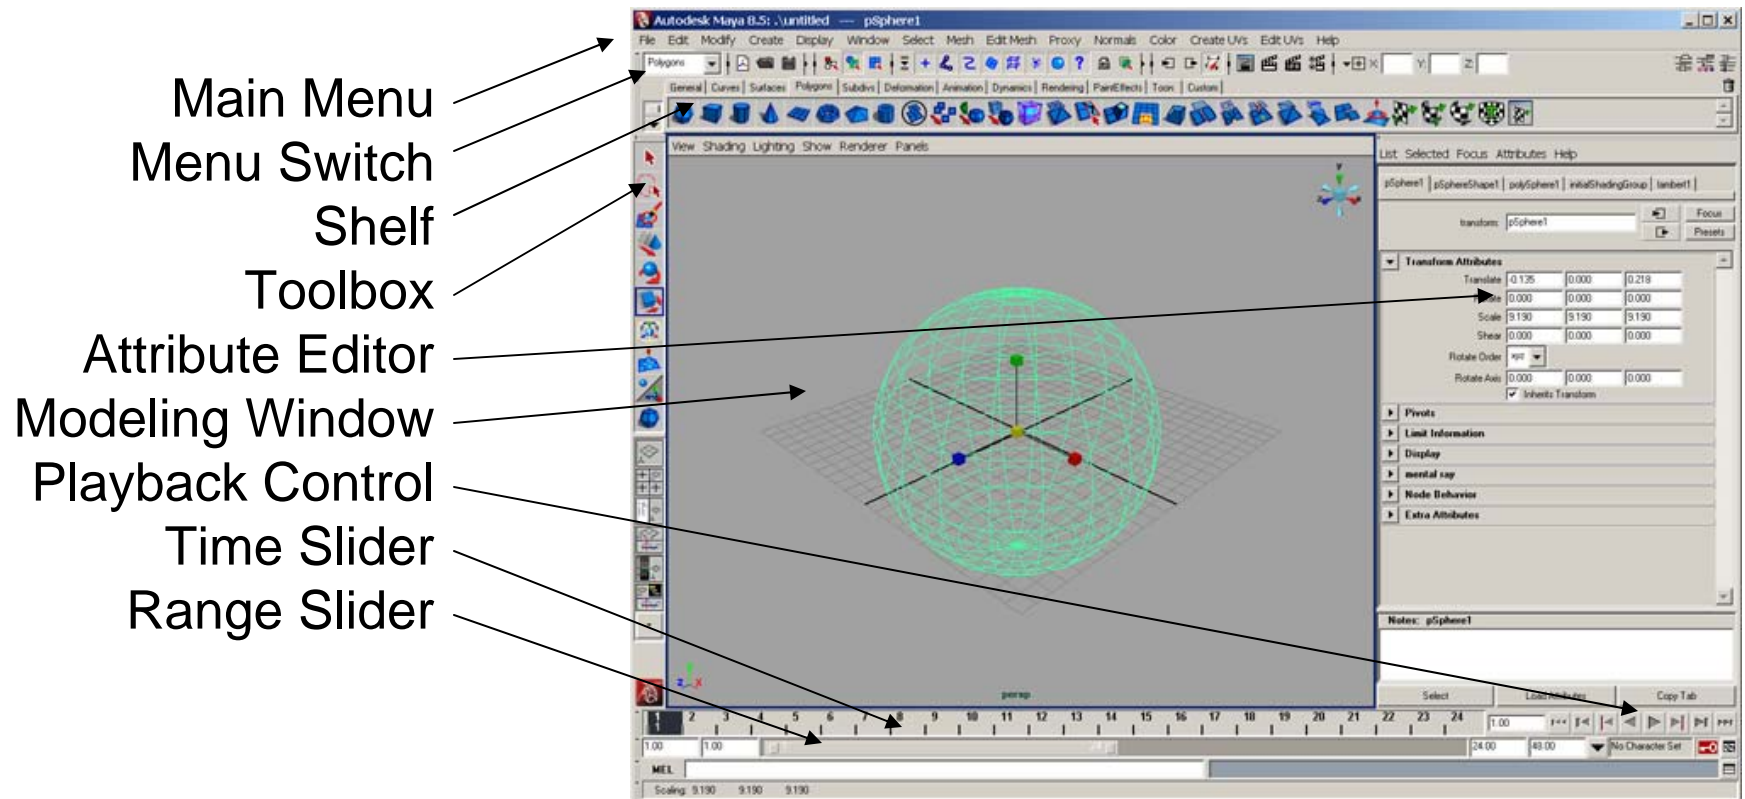 Main Menu
Menu Switch
Shelf
Toolbox
Attribute Editor
Modeling Window
Playback Control
Time Slider
Range Slider
Autodesk Maya 8.5: .\untitled --- pSphere1
File Edit Modify Create Display Window Select Mesh Edit Mesh Proxy Normals Color Create UVs Edit UVs Help
Polygons X: Y: Z:
General Curves Surfaces Polygons Subdivs Deformation Animation Dynamics Rendering PaintEffects Toon Custom
View Shading Lighting Show Renderer Panels
y
z x
persp
List Selected Focus Attributes Help
pSphere1 pSphereShape1 polySphere1 initialShadingGroup lambert1
transform: pSphere1 Focus
Presets
Transform Attributes
Translate -0.135 0.000 0.218
Rotate 0.000 0.000 0.000
Scale 9.190 9.190 9.190
Shear 0.000 0.000 0.000
Rotate Order xyz
Rotate Axis 0.000 0.000 0.000
Inherits Transform
Pivots
Limit Information
Display
mental ray
Node Behavior
Extra Attributes
Notes: pSphere1
Select Load Attributes Copy Tab
1 2 3 4 5 6 7 8 9 10 11 12 13 14 15 16 17 18 19 20 21 22 23 24 1.00
1.00 1.00 24.00 48.00 No Character Set
MEL
Scaling: 9.190 9.190 9.190